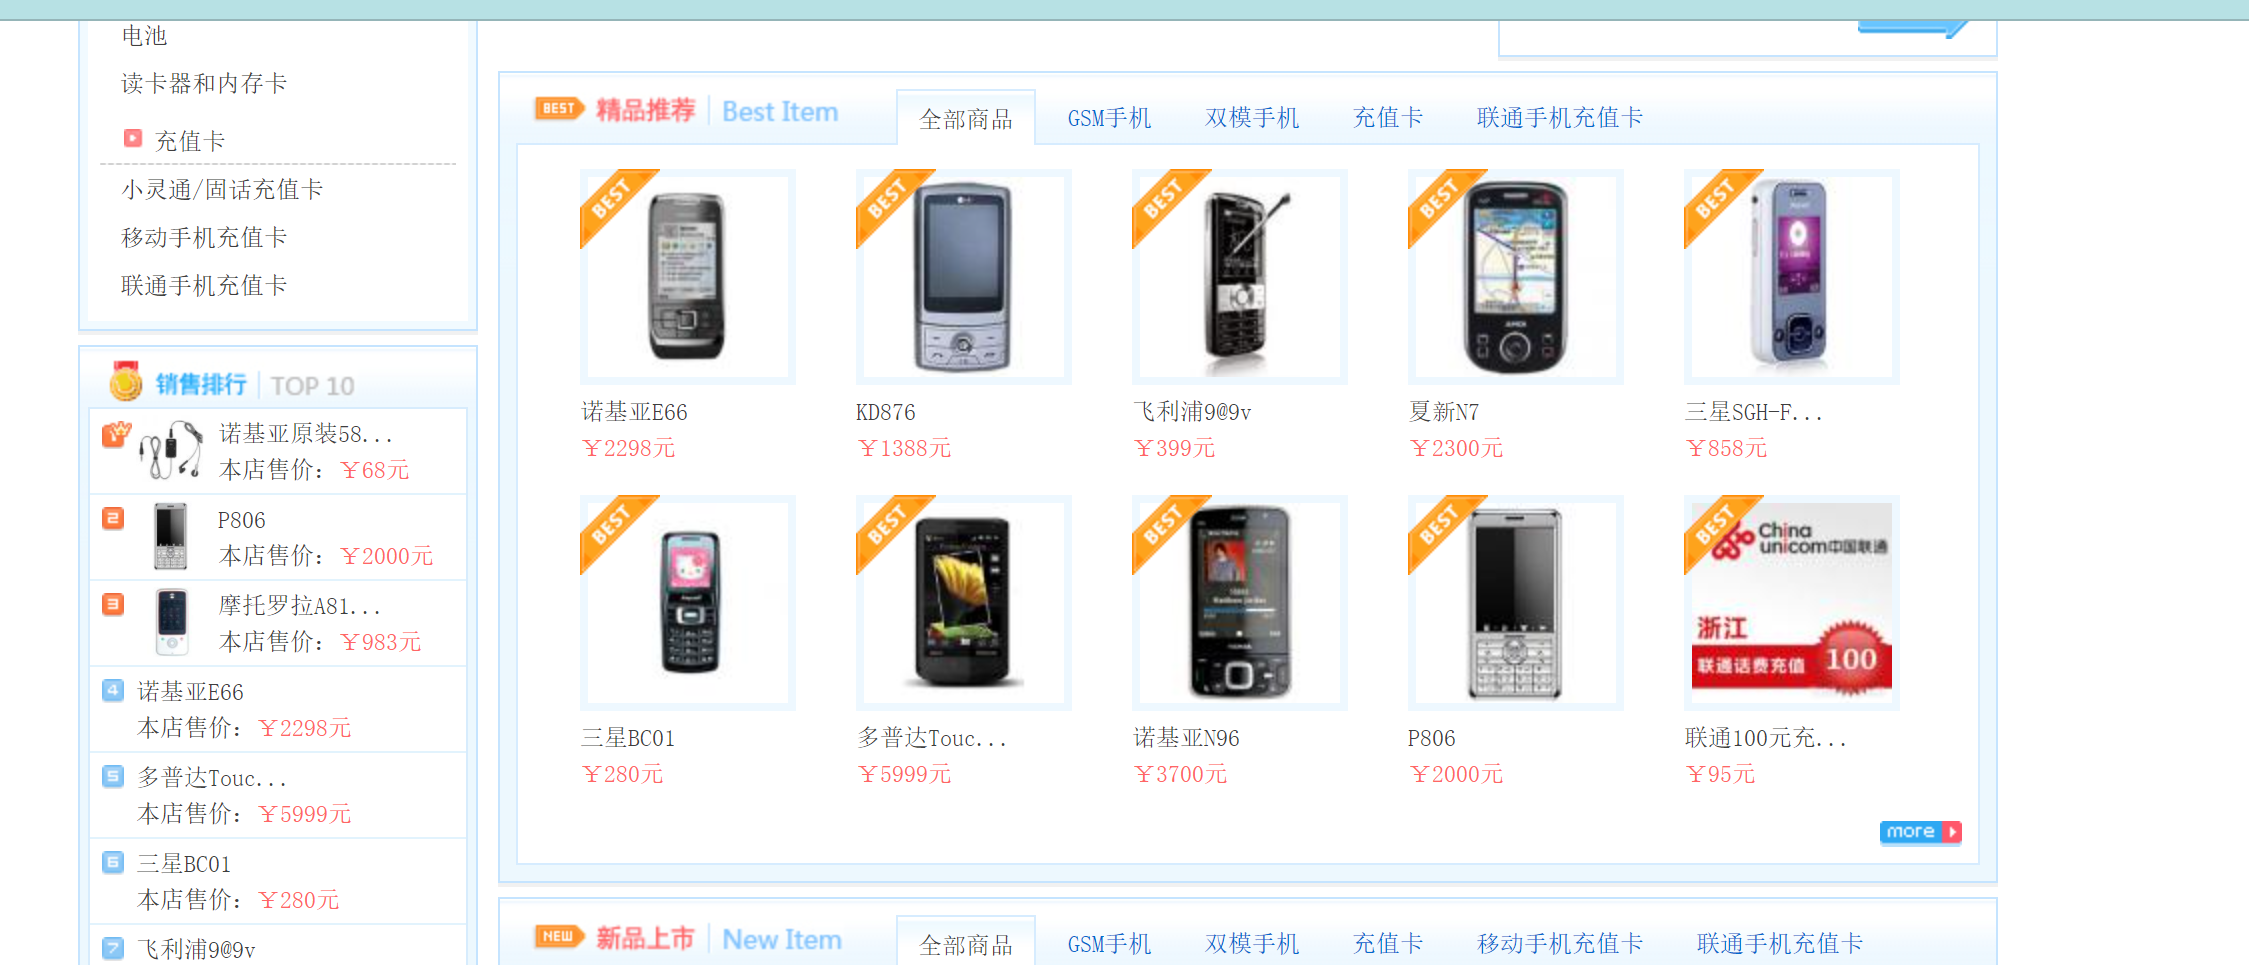 电池
读卡器和内存卡
充值卡
小灵通/固话充值卡
移动手机充值卡
联通手机充值卡
销售排行 TOP 10
诺基亚原装58...
本店售价：￥68元
2
P806
本店售价：￥2000元
3
摩托罗拉A81...
本店售价：￥983元
4 诺基亚E66
本店售价：￥2298元
5 多普达Touc...
本店售价：￥5999元
6 三星BC01
本店售价：￥280元
7 飞利浦9@9v
BEST 精品推荐 Best Item 全部商品 GSM手机 双模手机 充值卡 联通手机充值卡
BEST BEST BEST BEST BEST
诺基亚E66 KD876 飞利浦9@9v 夏新N7 三星SGH-F...
￥2298元 ￥1388元 ￥399元 ￥2300元 ￥858元
BEST BEST BEST BEST BEST
China
unicom中国联通
浙江
联通话费充值 100
三星BC01 多普达Touc... 诺基亚N96 P806 联通100元充...
￥280元 ￥5999元 ￥3700元 ￥2000元 ￥95元
more
NEW 新品上市 New Item 全部商品 GSM手机 双模手机 充值卡 移动手机充值卡 联通手机充值卡